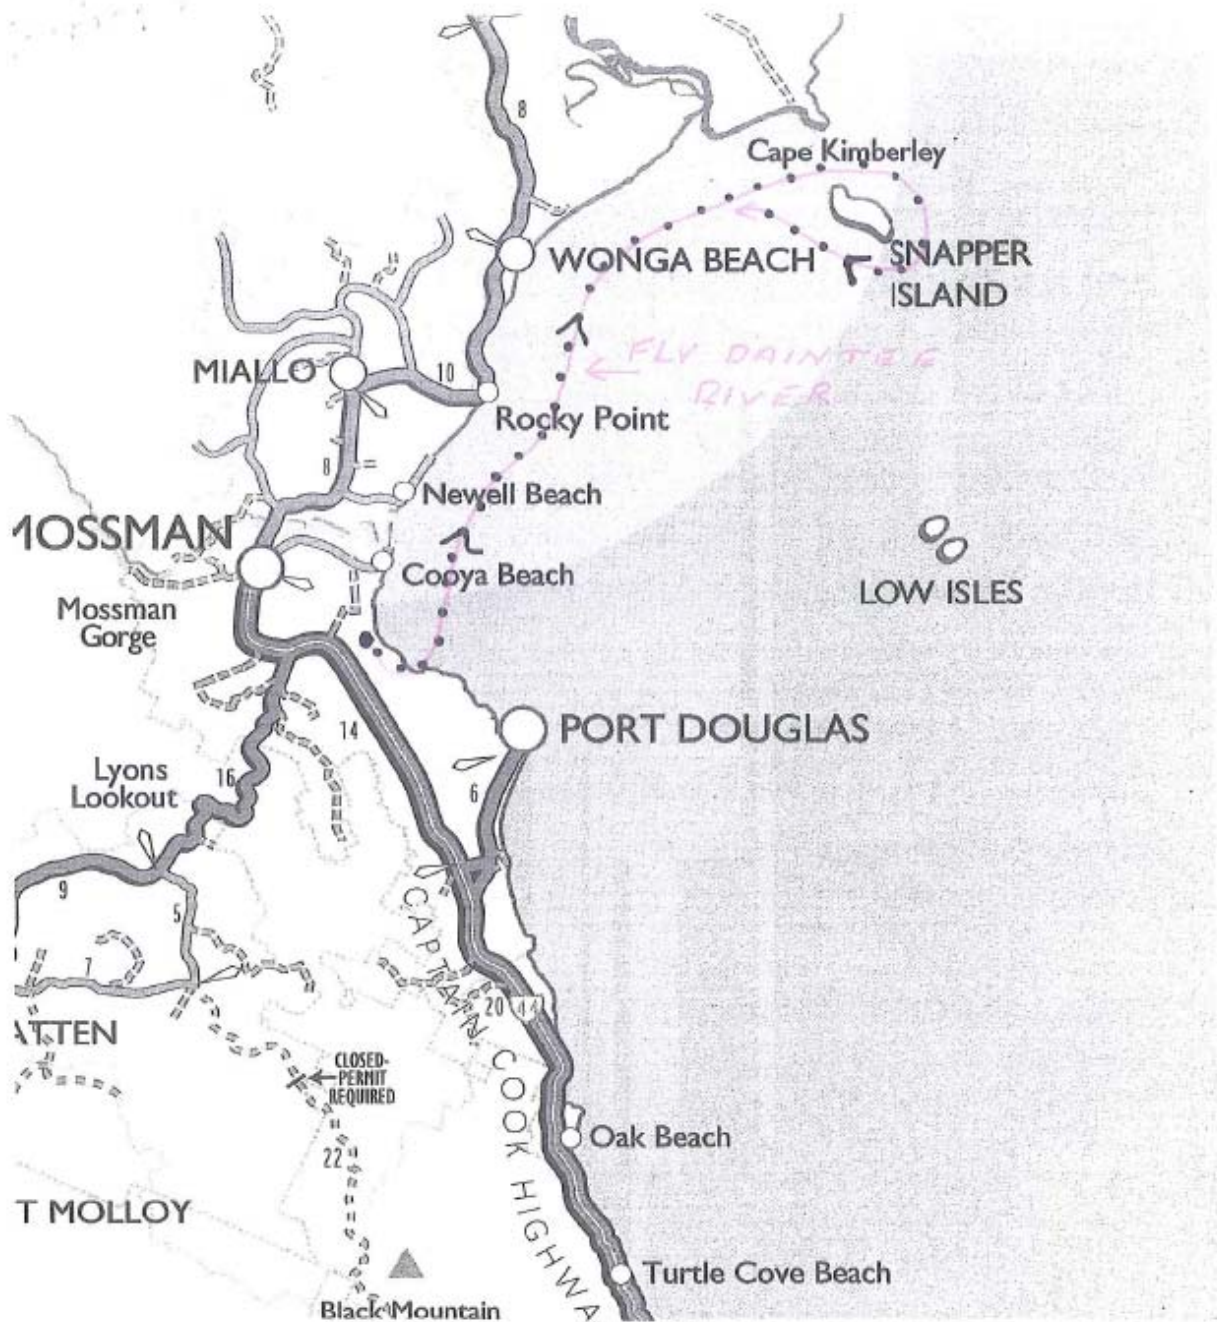 8
Cape Kimberley
WONGA BEACH
SNAPPER
ISLAND
MIALLO
10
FLY DAINTEE
RIVER
Rocky Point
8
Newell Beach
MOSSMAN
Cooya Beach
LOW ISLES
Mossman
Gorge
14
PORT DOUGLAS
Lyons
Lookout
16
6
9
5
7
CAPTAIN COOK HIGHWA
20
44
ATTEN
CLOSED-
PERMIT
REQUIRED
22
Oak Beach
T MOLLOY
Turtle Cove Beach
Black Mountain